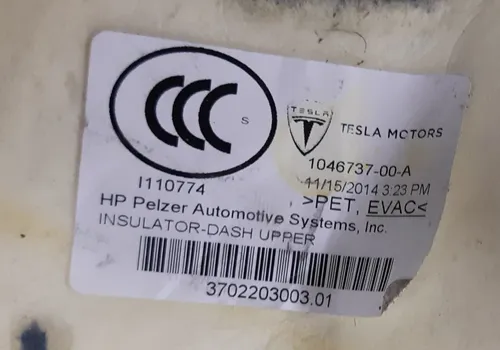 CCC S
TESLA
TESLA MOTORS
1046737-00-A
I110774
11/15/2014 3:23 PM
HP Pelzer Automotive Systems, Inc.
>PET, EVAC<
INSULATOR-DASH UPPER
3702203003.01